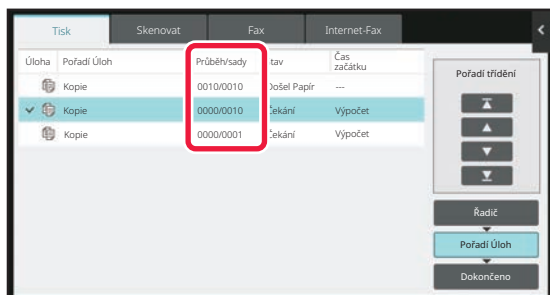 Tisk Skenovat Fax Internet-Fax
Úloha Pořadí Úloh Průběh/sady tav Čas začátku
Kopie 0010/0010 Došel Papír ---
Kopie 0000/0010 Čekání Výpočet
Kopie 0000/0001 Čekání Výpočet
Pořadí třídění
Řadič
Pořadí Úloh
Dokončeno